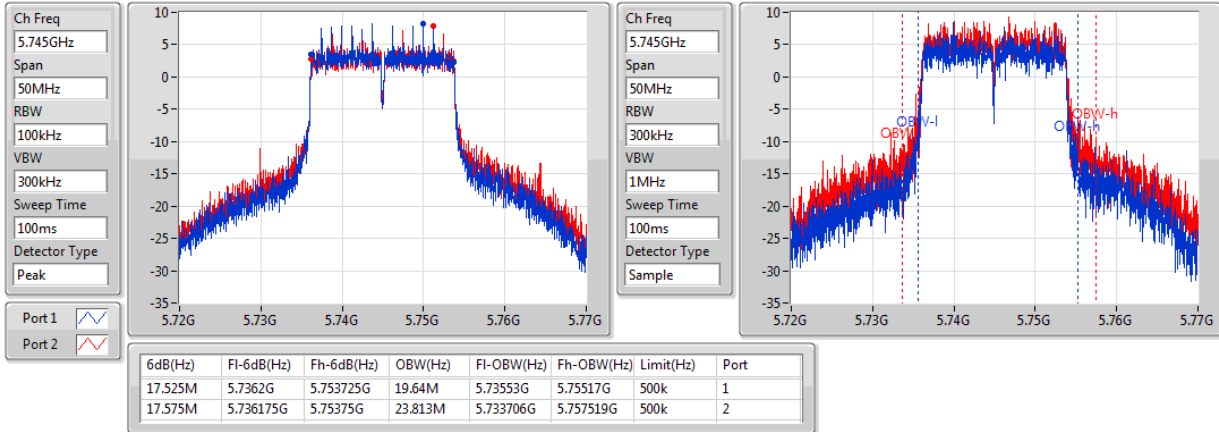 Ch Freq
5.745GHz
Span
50MHz
RBW
100kHz
VBW
300kHz
Sweep Time
100ms
Detector Type
Peak
Port 1
Port 2
10
5
0
-5
-10
-15
-20
-25
-30
-35
5.72G 5.73G 5.74G 5.75G 5.76G 5.77G
Ch Freq
5.745GHz
Span
50MHz
RBW
300kHz
VBW
1MHz
Sweep Time
100ms
Detector Type
Sample
10
5
0
-5
-10
-15
-20
-25
-30
-35
OBW-l
OBW-h
OBW-h
5.72G 5.73G 5.74G 5.75G 5.76G 5.77G
6dB(Hz) Fl-6dB(Hz) Fh-6dB(Hz) OBW(Hz) Fl-OBW(Hz) Fh-OBW(Hz) Limit(Hz) Port
17.525M 5.7362G 5.753725G 19.64M 5.73553G 5.75517G 500k 1
17.575M 5.736175G 5.75375G 23.813M 5.733706G 5.757519G 500k 2